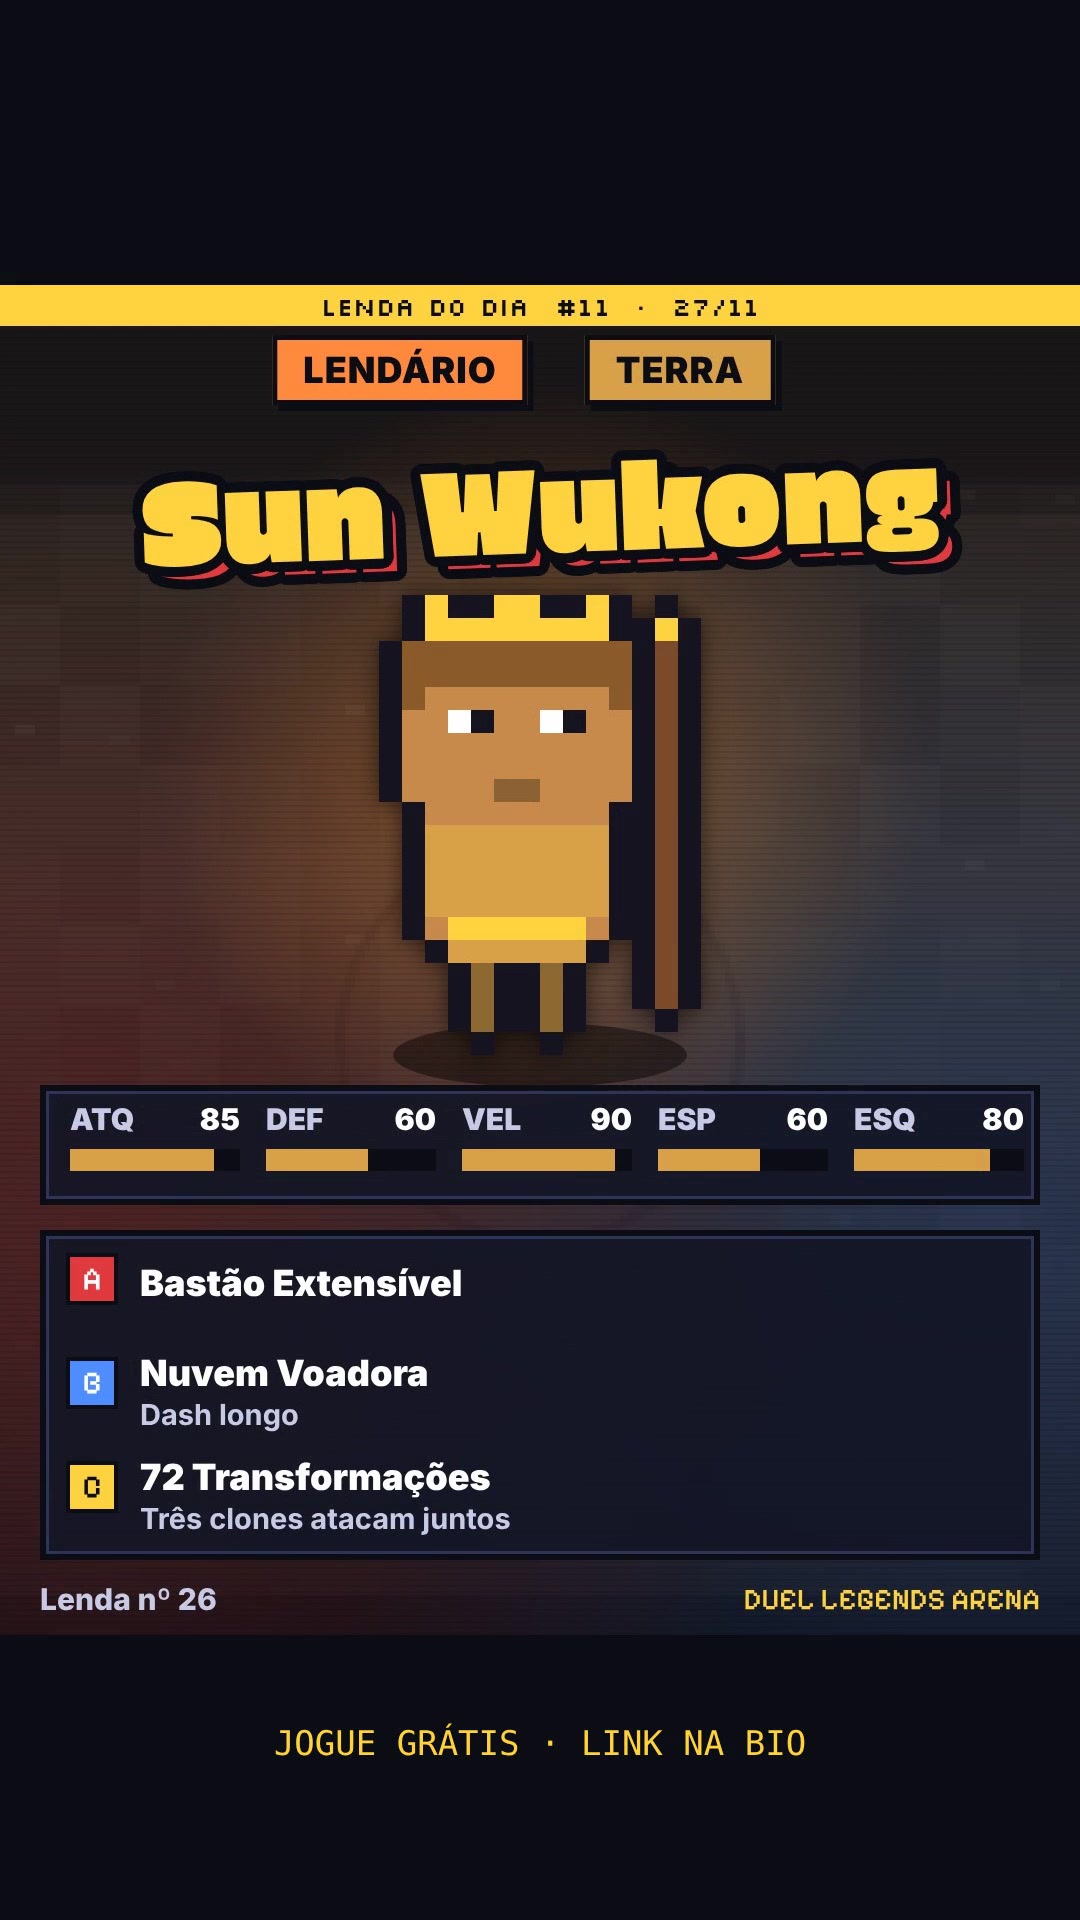 LENDA DO DIA #11 · 27/11
LENDÁRIO TERRA
Sun Wukong
ATQ 85 DEF 60 VEL 90 ESP 60 ESQ 80
A Bastão Extensível
B Nuvem Voadora
Dash longo
C 72 Transformações
Três clones atacam juntos
Lenda nº 26 DUEL LEGENDS ARENA
JOGUE GRÁTIS · LINK NA BIO